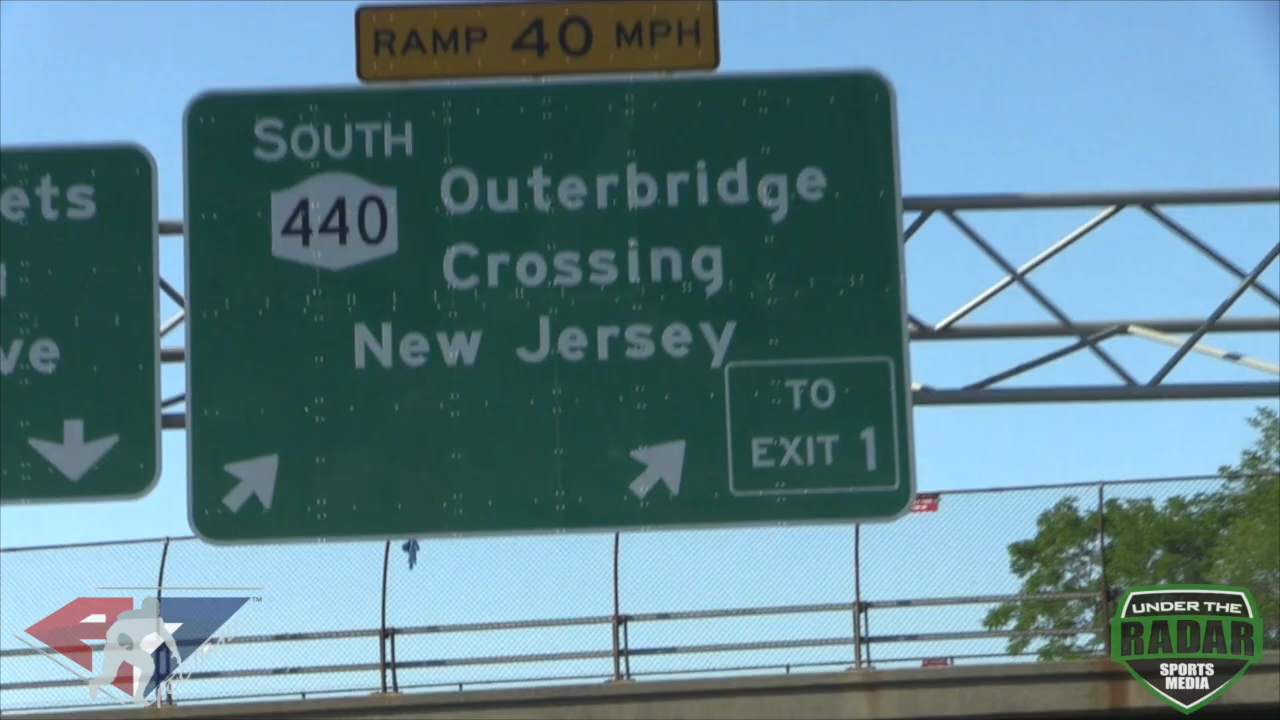 RAMP 40 MPH
SOUTH
440
Outerbridge
Crossing
New Jersey
TO
EXIT 1
ets
ve
TM
UNDER THE
RADAR
SPORTS
MEDIA